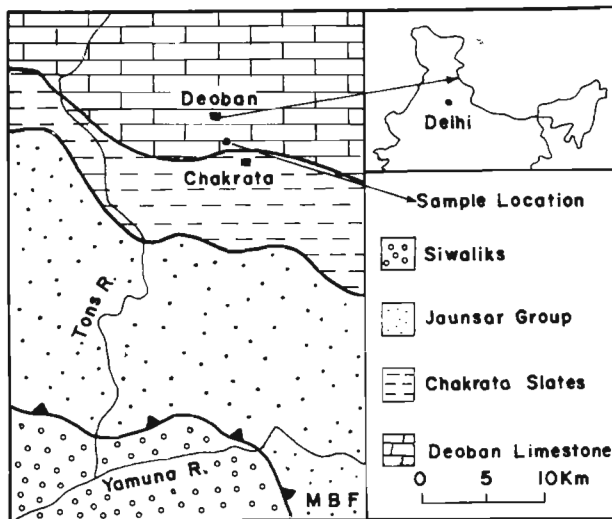 Deoban
Chakrata
Tons R.
Yamuna R.
MBF
Delhi
Sample Location
Siwaliks
Jaunsar Group
Chakrata Slates
Deoban Limestone
0 5 10Km